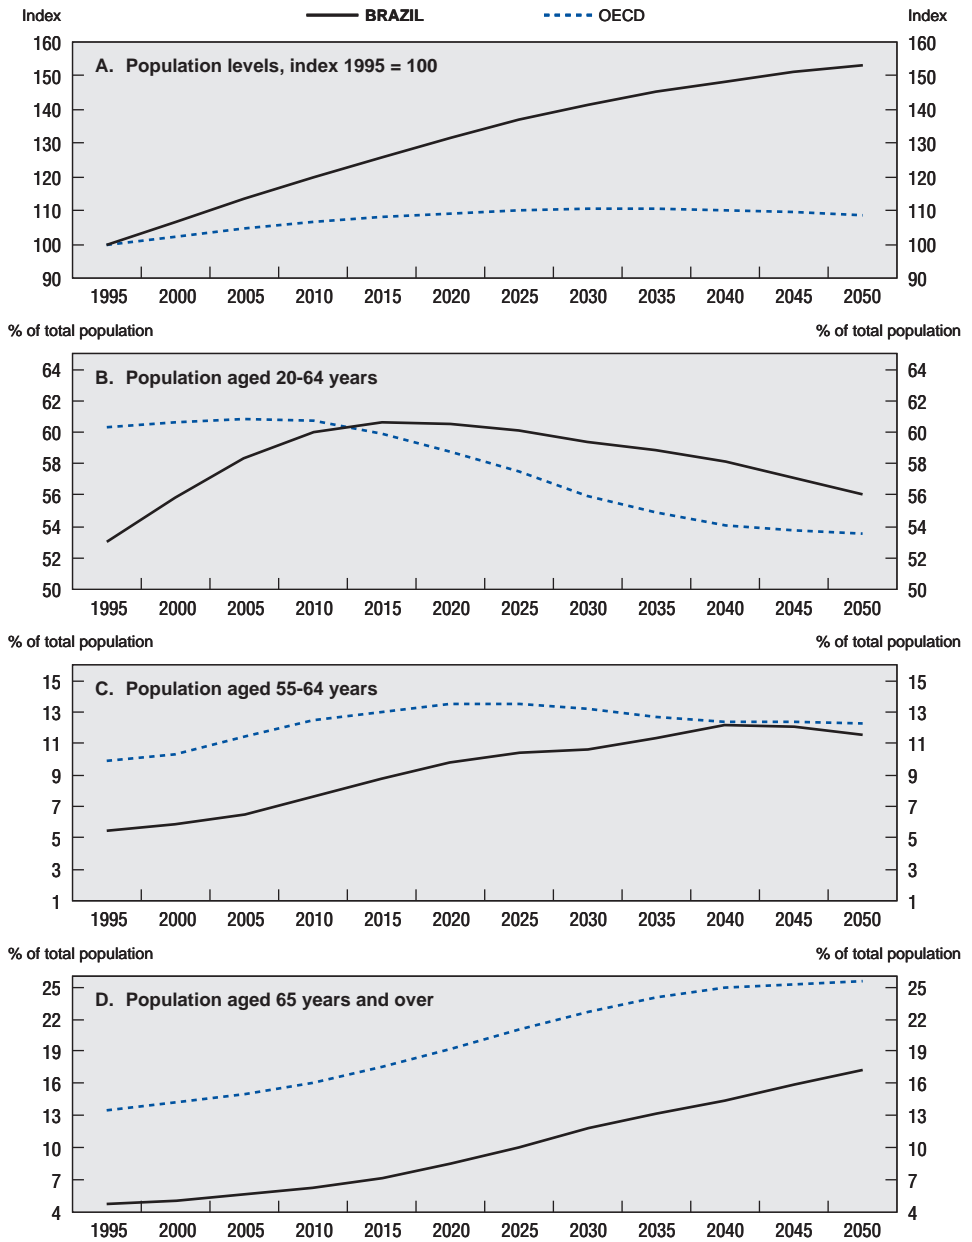 Index BRAZIL OECD Index
160 160
A. Population levels, index 1995 = 100
150 150
140 140
130 130
120 120
110 110
100 100
90 90
1995 2000 2005 2010 2015 2020 2025 2030 2035 2040 2045 2050
% of total population % of total population
64 64
B. Population aged 20-64 years
62 62
60 60
58 58
56 56
54 54
52 52
50 50
1995 2000 2005 2010 2015 2020 2025 2030 2035 2040 2045 2050
% of total population % of total population
15 15
C. Population aged 55-64 years
13 13
11 11
9 9
7 7
5 5
3 3
1 1
1995 2000 2005 2010 2015 2020 2025 2030 2035 2040 2045 2050
% of total population % of total population
25 25
D. Population aged 65 years and over
22 22
19 19
16 16
13 13
10 10
7 7
4 4
1995 2000 2005 2010 2015 2020 2025 2030 2035 2040 2045 2050